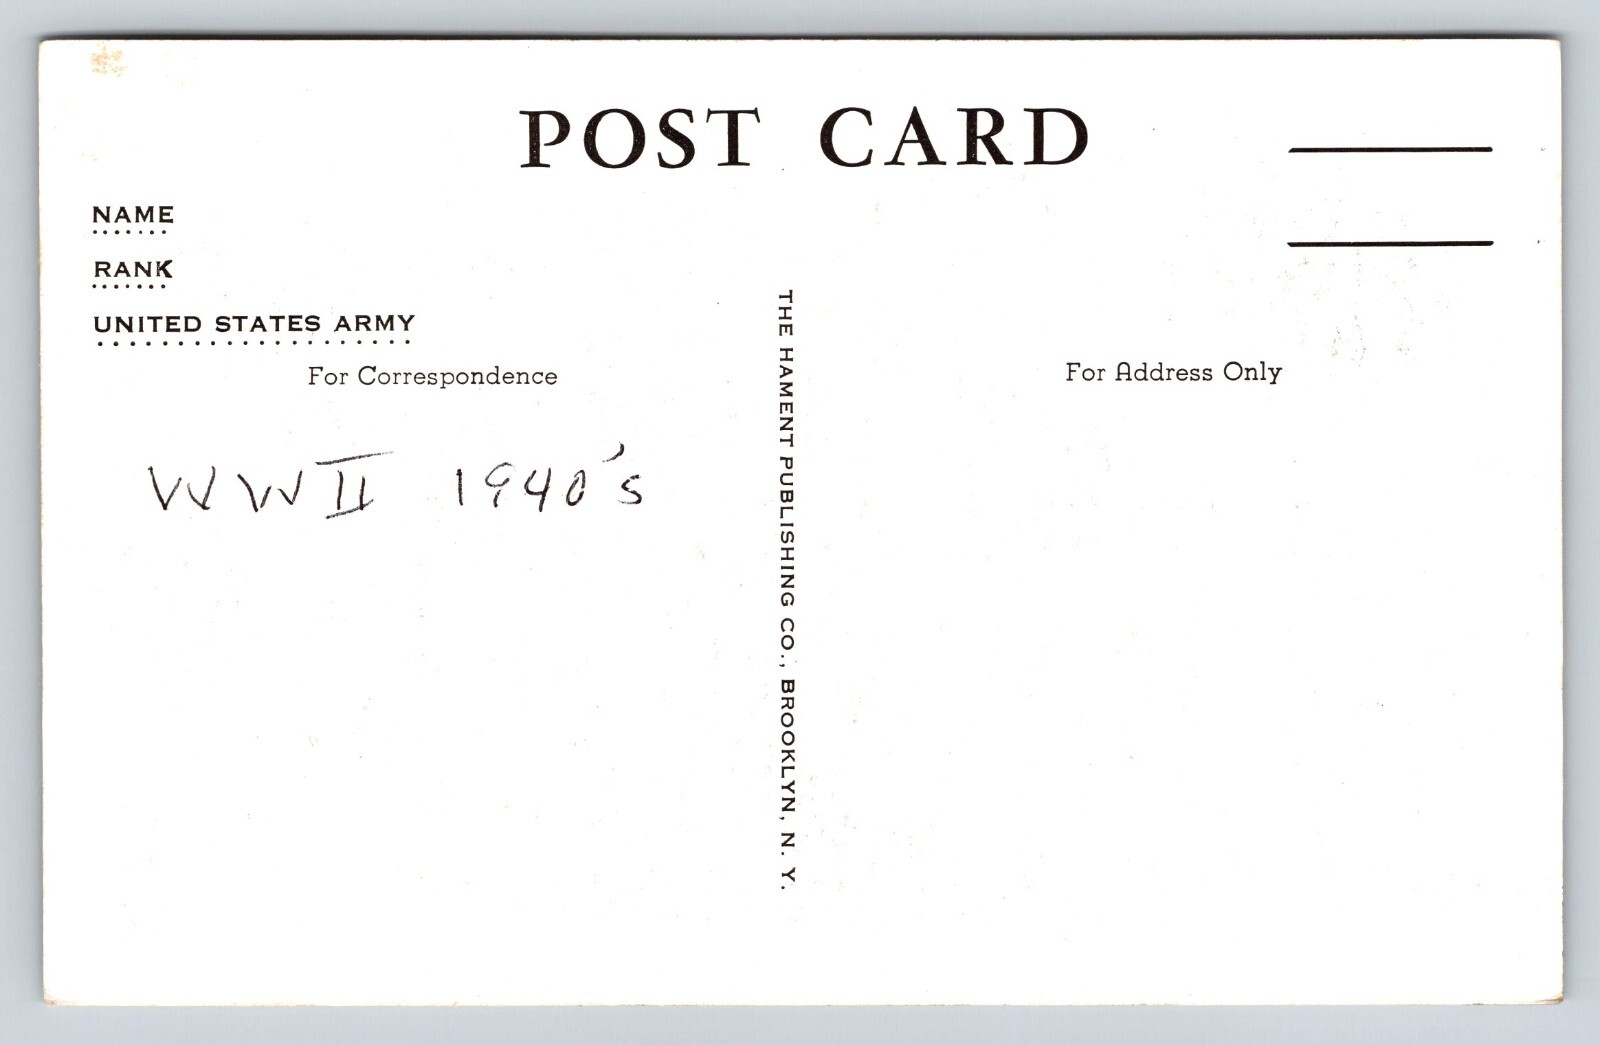 POST CARD
NAME
RANK
UNITED STATES ARMY
For Correspondence
WWII 1940's
THE HAMENT PUBLISHING CO., BROOKLYN, N. Y.
For Address Only